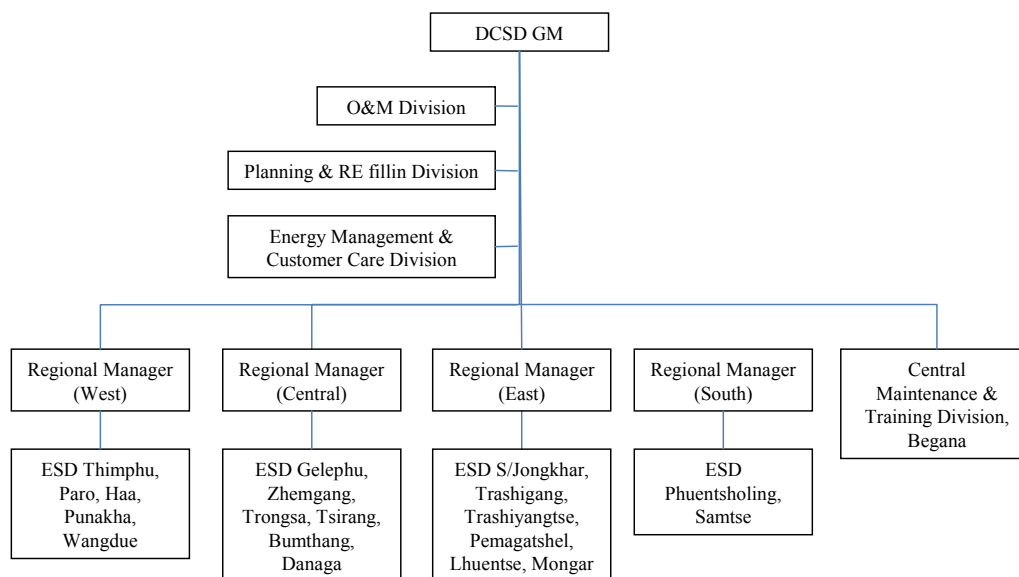 DCSD GM
O&M Division
Planning & RE fillin Division
Energy Management &
Customer Care Division
Regional Manager
(West)
Regional Manager
(Central)
Regional Manager
(East)
Regional Manager
(South)
Central
Maintenance &
Training Division,
Begana
ESD Thimphu,
Paro, Haa,
Punakha,
Wangdue
ESD Gelephu,
Zhemgang,
Trongsa, Tsirang,
Bumthang,
Danaga
ESD S/Jongkhar,
Trashigang,
Trashiyangtse,
Pemagatshel,
Lhuentse, Mongar
ESD
Phuentsholing,
Samtse